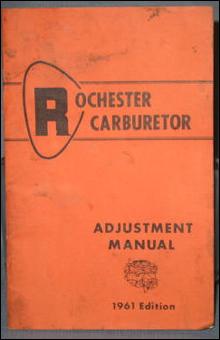 ROCHESTER
CARBURETOR
ADJUSTMENT
MANUAL
1961 Edition